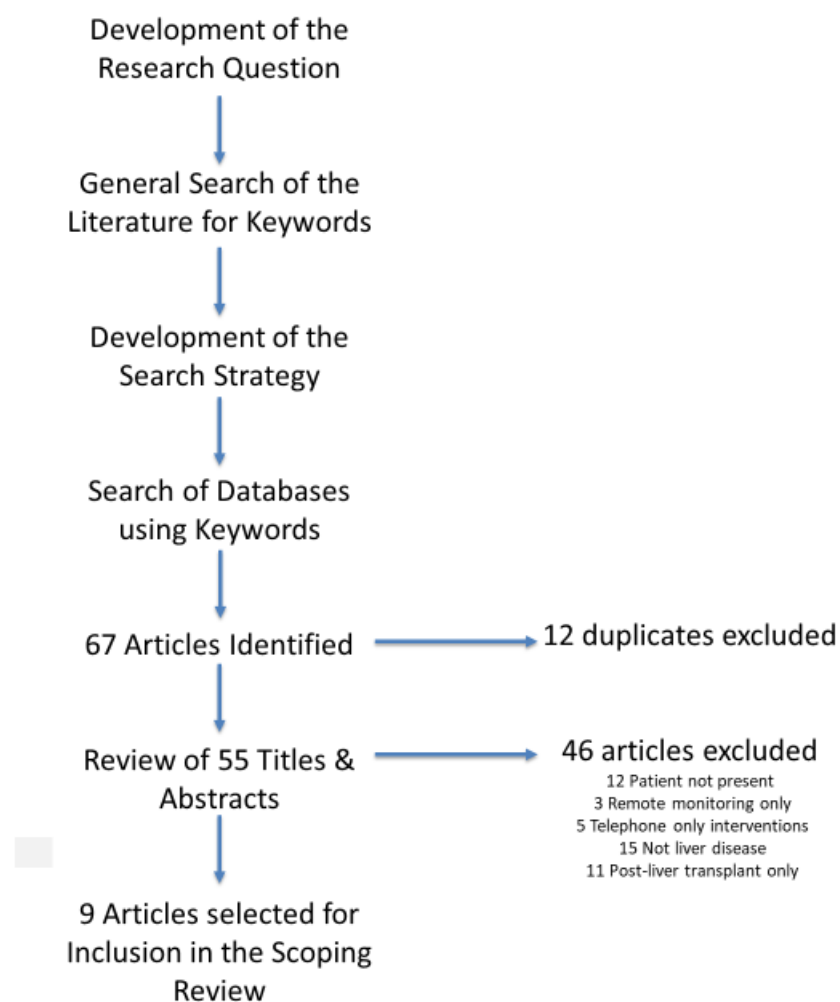 Development of the
Research Question
General Search of the
Literature for Keywords
Development of the
Search Strategy
Search of Databases
using Keywords
67 Articles Identified
12 duplicates excluded
Review of 55 Titles &
Abstracts
46 articles excluded
12 Patient not present
3 Remote monitoring only
5 Telephone only interventions
15 Not liver disease
11 Post-liver transplant only
9 Articles selected for
Inclusion in the Scoping
Review